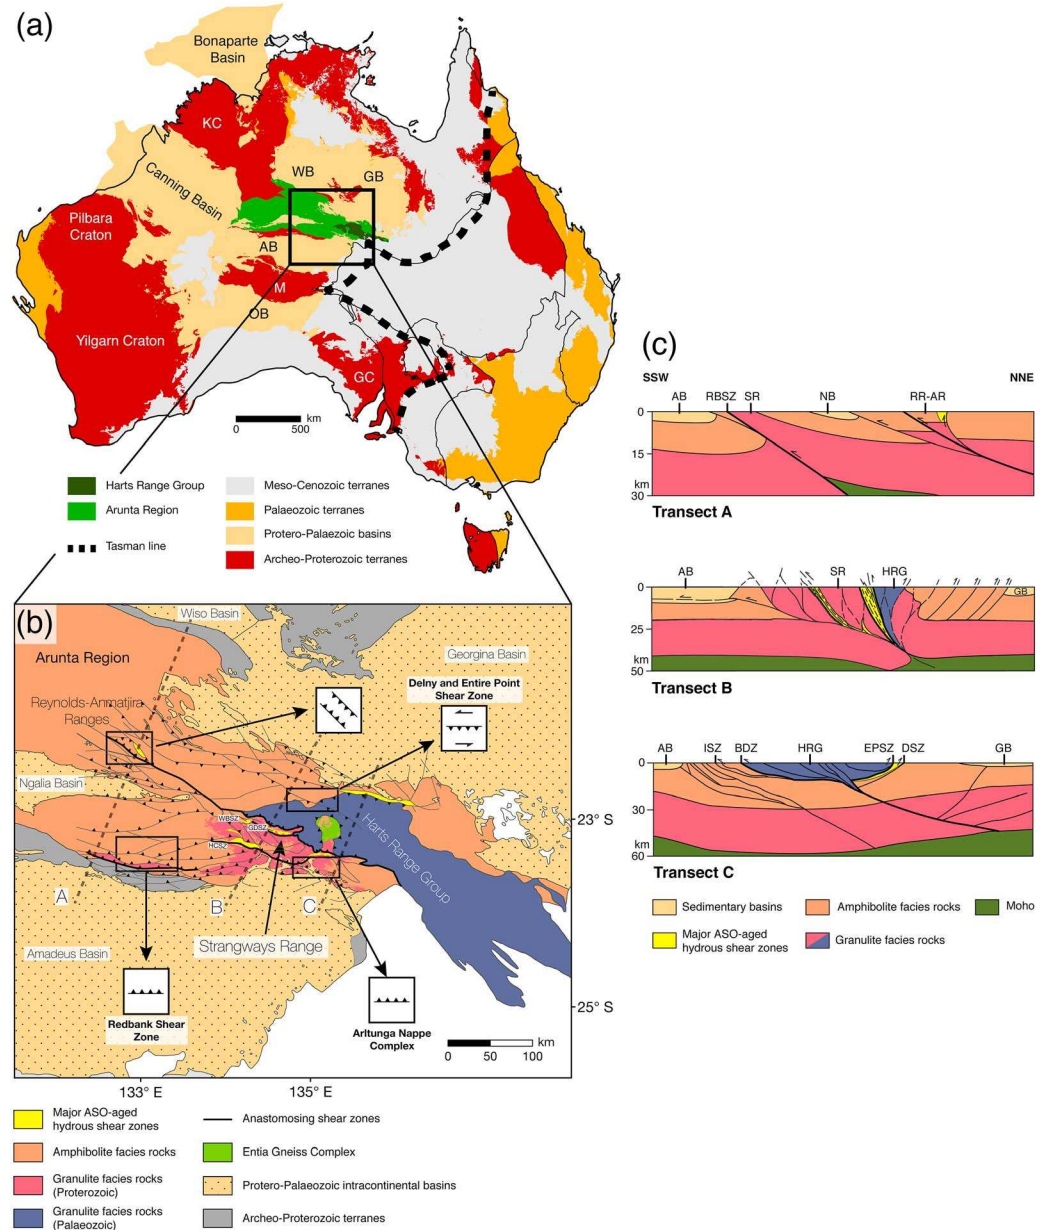 (a)
Bonaparte
Basin
KC
WB
GB
Canning Basin
Pilbara
Craton
AB
M
OB
Yilgarn Craton
GC
km
0 500
Harts Range Group
Arunta Region
Tasman line
Meso-Cenozoic terranes
Palaeozoic terranes
Protero-Palaezoic basins
Archeo-Proterozoic terranes
(b)
Wiso Basin
Arunta Region
Georgina Basin
Reynolds-Anmatjira
Ranges
Delny and Entire Point
Shear Zone
Ngalia Basin
WBSZ
GDSZ
HCSZ
Harts Range Group
23° S
A
B
C
Strangways Range
Amadeus Basin
Redbank Shear
Zone
Arltunga Nappe
Complex
25° S
km
0 50 100
133° E
135° E
Major ASO-aged
hydrous shear zones
Amphibolite facies rocks
Granulite facies rocks
(Proterozoic)
Granulite facies rocks
(Palaeozoic)
Anastomosing shear zones
Entia Gneiss Complex
Protero-Palaeozoic intracontinental basins
Archeo-Proterozoic terranes
(c)
SSW NNE
AB RBSZ SR NB RR-AR
0
15
km
30
Transect A
AB SR HRG
GB
0
25
km
50
Transect B
AB ISZ BDZ HRG EPSZ DSZ GB
0
30
km
60
Transect C
Sedimentary basins
Amphibolite facies rocks
Moho
Major ASO-aged
hydrous shear zones
Granulite facies rocks